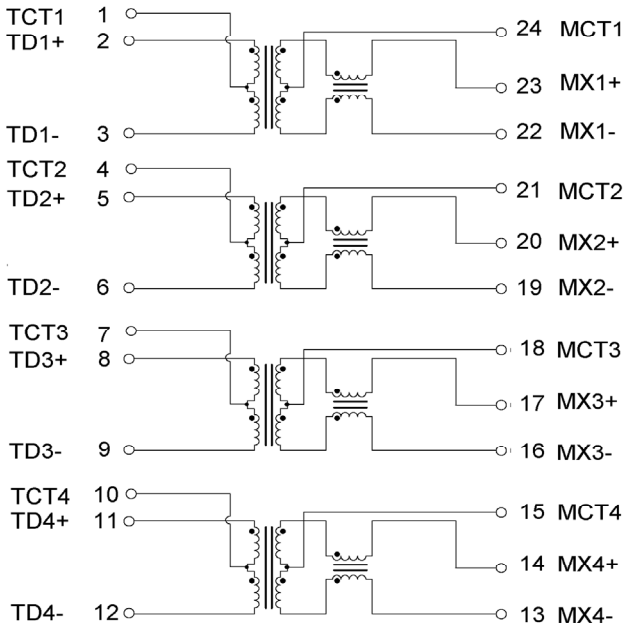 TCT1 1
24 MCT1
TD1+ 2
23 MX1+
TD1- 3
22 MX1-
TCT2 4
21 MCT2
TD2+ 5
20 MX2+
TD2- 6
19 MX2-
TCT3 7
18 MCT3
TD3+ 8
17 MX3+
TD3- 9
16 MX3-
TCT4 10
15 MCT4
TD4+ 11
14 MX4+
TD4- 12
13 MX4-